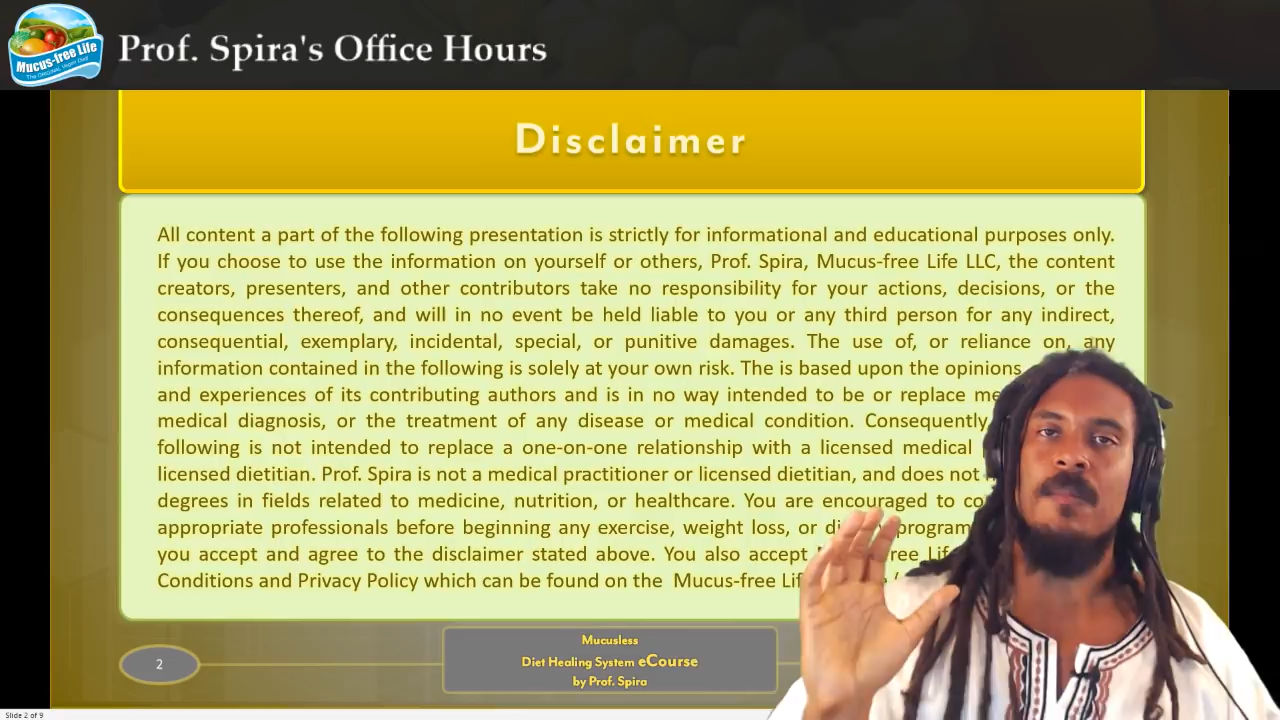 Mucus-free Life
The ORIGINAL Vegan Diet
Prof. Spira's Office Hours
Disclaimer
All content a part of the following presentation is strictly for informational and educational purposes only.
If you choose to use the information on yourself or others, Prof. Spira, Mucus-free Life LLC, the content
creators, presenters, and other contributors take no responsibility for your actions, decisions, or the
consequences thereof, and will in no event be held liable to you or any third person for any indirect,
consequential, exemplary, incidental, special, or punitive damages. The use of, or reliance on, any
information contained in the following is solely at your own risk. The is based upon the opinions
and experiences of its contributing authors and is in no way intended to be or replace
medical diagnosis, or the treatment of any disease or medical condition. Consequently
following is not intended to replace a one-on-one relationship with a licensed medical
licensed dietitian. Prof. Spira is not a medical practitioner or licensed dietitian, and does not
degrees in fields related to medicine, nutrition, or healthcare. You are encouraged to
appropriate professionals before beginning any exercise, weight loss, or program
you accept and agree to the disclaimer stated above. You also accept
Conditions and Privacy Policy which can be found on the Mucus-free
2
Mucusless
Diet Healing System eCourse
by Prof. Spira
Slide 2 of 9